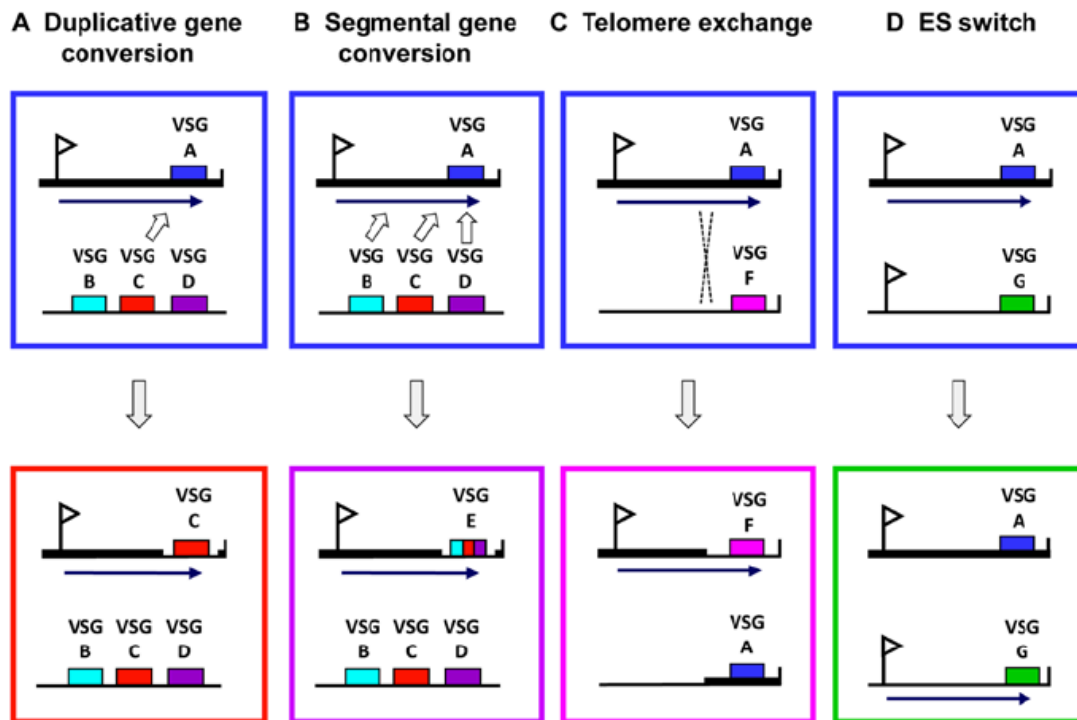 A Duplicative gene conversion
B Segmental gene conversion
C Telomere exchange
D ES switch
VSG A
VSG B
VSG C
VSG D
VSG A
VSG B
VSG C
VSG D
VSG A
VSG F
VSG A
VSG G
VSG C
VSG B
VSG C
VSG D
VSG E
VSG B
VSG C
VSG D
VSG F
VSG A
VSG A
VSG G